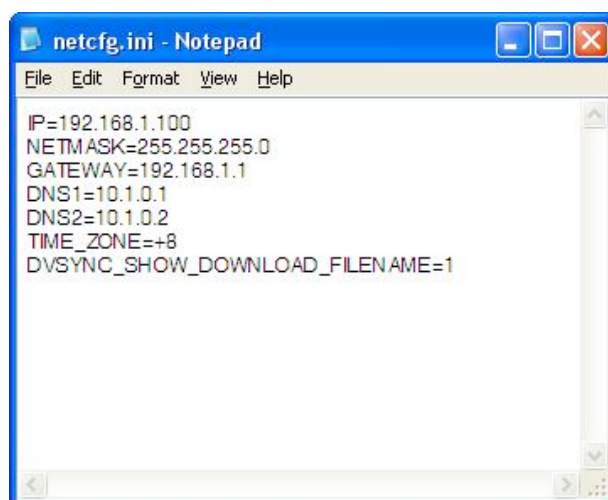 netcfg.ini - Notepad
File Edit Format View Help
IP=192.168.1.100
NETMASK=255.255.255.0
GATEWAY=192.168.1.1
DNS1=10.1.0.1
DNS2=10.1.0.2
TIME_ZONE=+8
DVSYNC_SHOW_DOWNLOAD_FILENAME=1